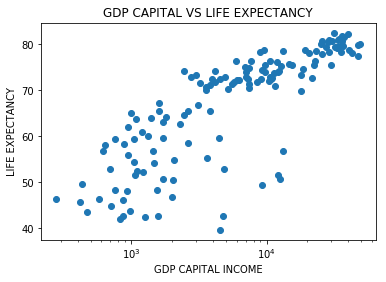 GDP CAPITAL VS LIFE EXPECTANCY
80
70
60
50
40
LIFE EXPECTANCY
10³
10⁴
GDP CAPITAL INCOME